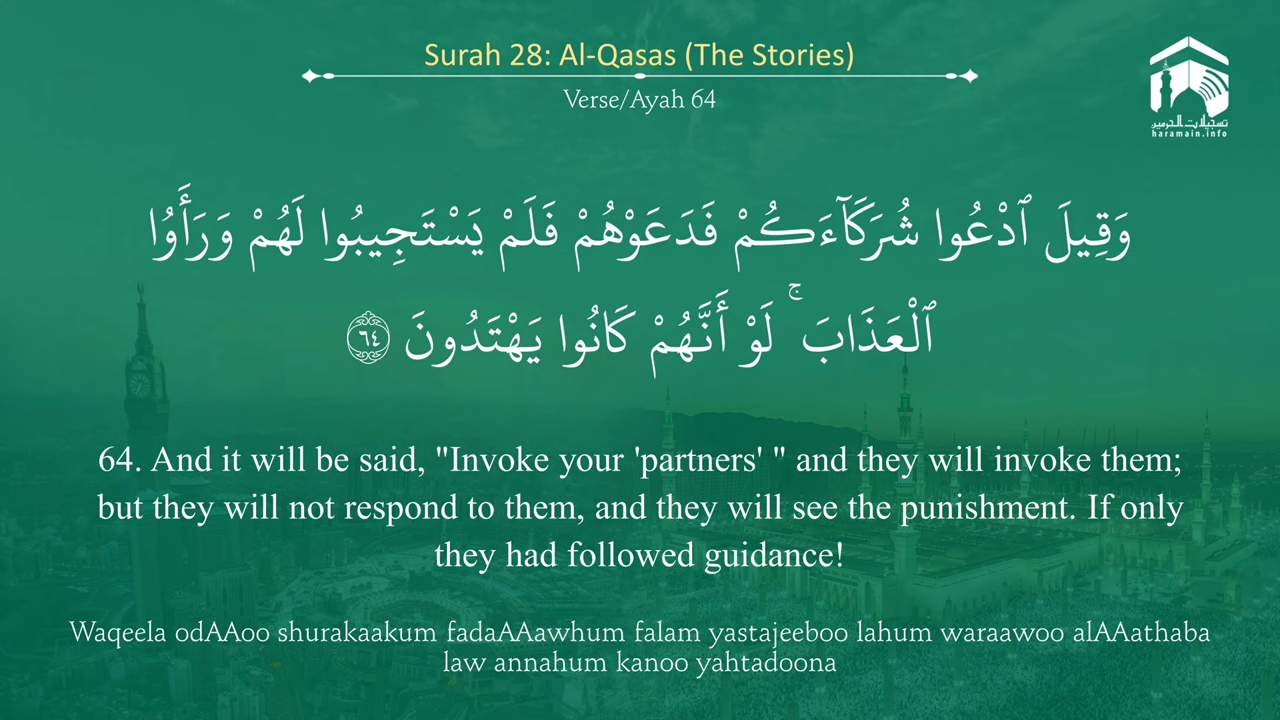 Surah 28: Al-Qasas (The Stories)
Verse/Ayah 64
تسجيلات الحرمين
haramain.info
وَقِيلَ ٱدْعُوا شُرَكَآءَكُمْ فَدَعَوْهُمْ فَلَمْ يَسْتَجِيبُوا لَهُمْ وَرَأَوُا
ٱلْعَذَابَ ۚ لَوْ أَنَّهُمْ كَانُوا يَهْتَدُونَ ٦٤
64. And it will be said, "Invoke your 'partners' " and they will invoke them;
but they will not respond to them, and they will see the punishment. If only
they had followed guidance!
Waqeela odAAoo shurakaakum fadaAAawhum falam yastajeeboo lahum waraawoo alAAathaba
law annahum kanoo yahtadoona